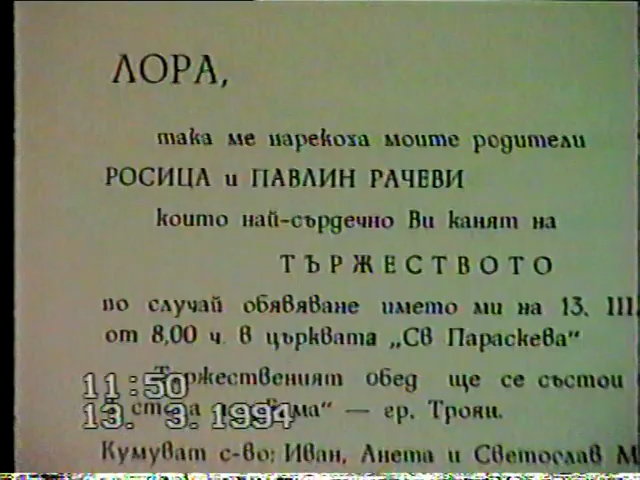 ЛОРА,
така ме нарекоха моите родители
РОСИЦА и ПАВЛИН РАЧЕВИ
които най-сърдечно Ви канят на
ТЪРЖЕСТВОТО
по случай обявяване името ми на 13. III.
от 8,00 ч. в църквата „Св Параскева"
Тържественият обед ще се състои
11:50
— гр. Троян.
13. 3. 1994
Кумуват с-во: Иван, Анета и Светослав М